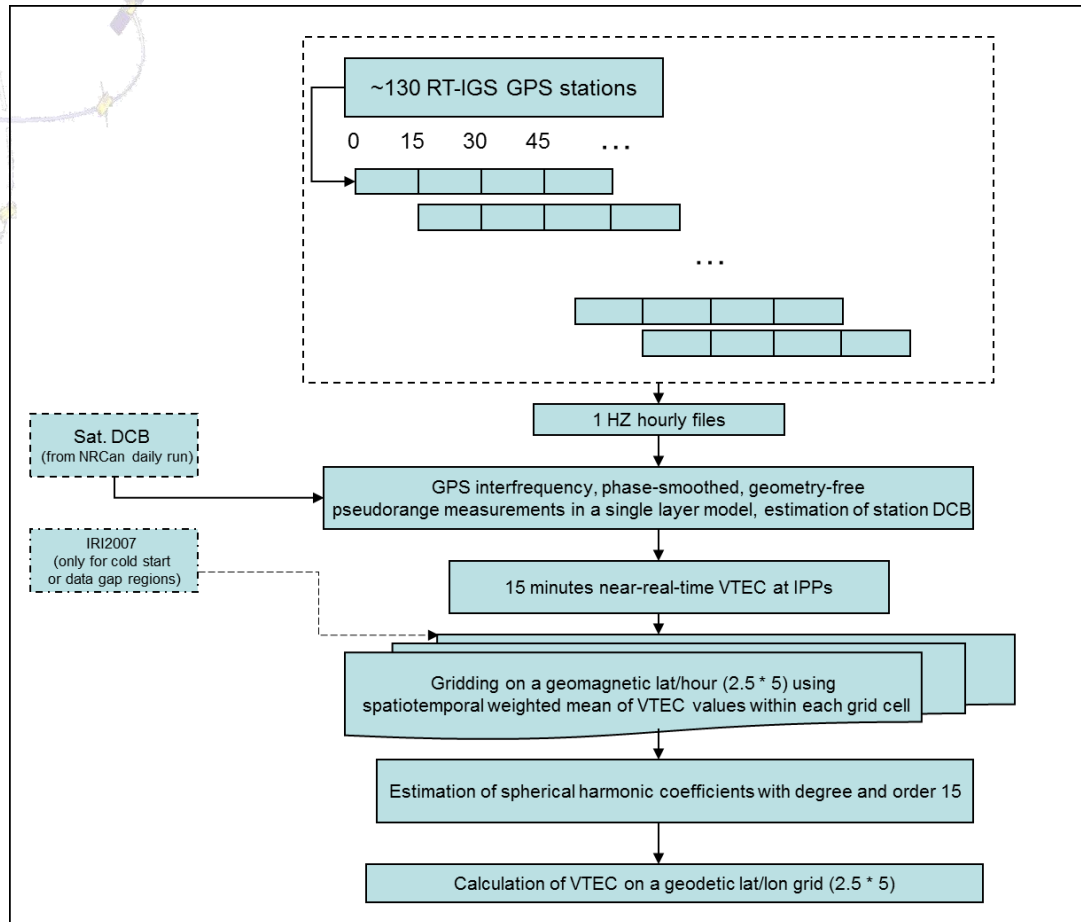 ~130 RT-IGS GPS stations
0 15 30 45 ...
...
1 HZ hourly files
Sat. DCB
(from NRCan daily run)
GPS interfrequency, phase-smoothed, geometry-free
pseudorange measurements in a single layer model, estimation of station DCB
IRI2007
(only for cold start
or data gap regions)
15 minutes near-real-time VTEC at IPPs
Gridding on a geomagnetic lat/hour (2.5 * 5) using
spatiotemporal weighted mean of VTEC values within each grid cell
Estimation of spherical harmonic coefficients with degree and order 15
Calculation of VTEC on a geodetic lat/lon grid (2.5 * 5)